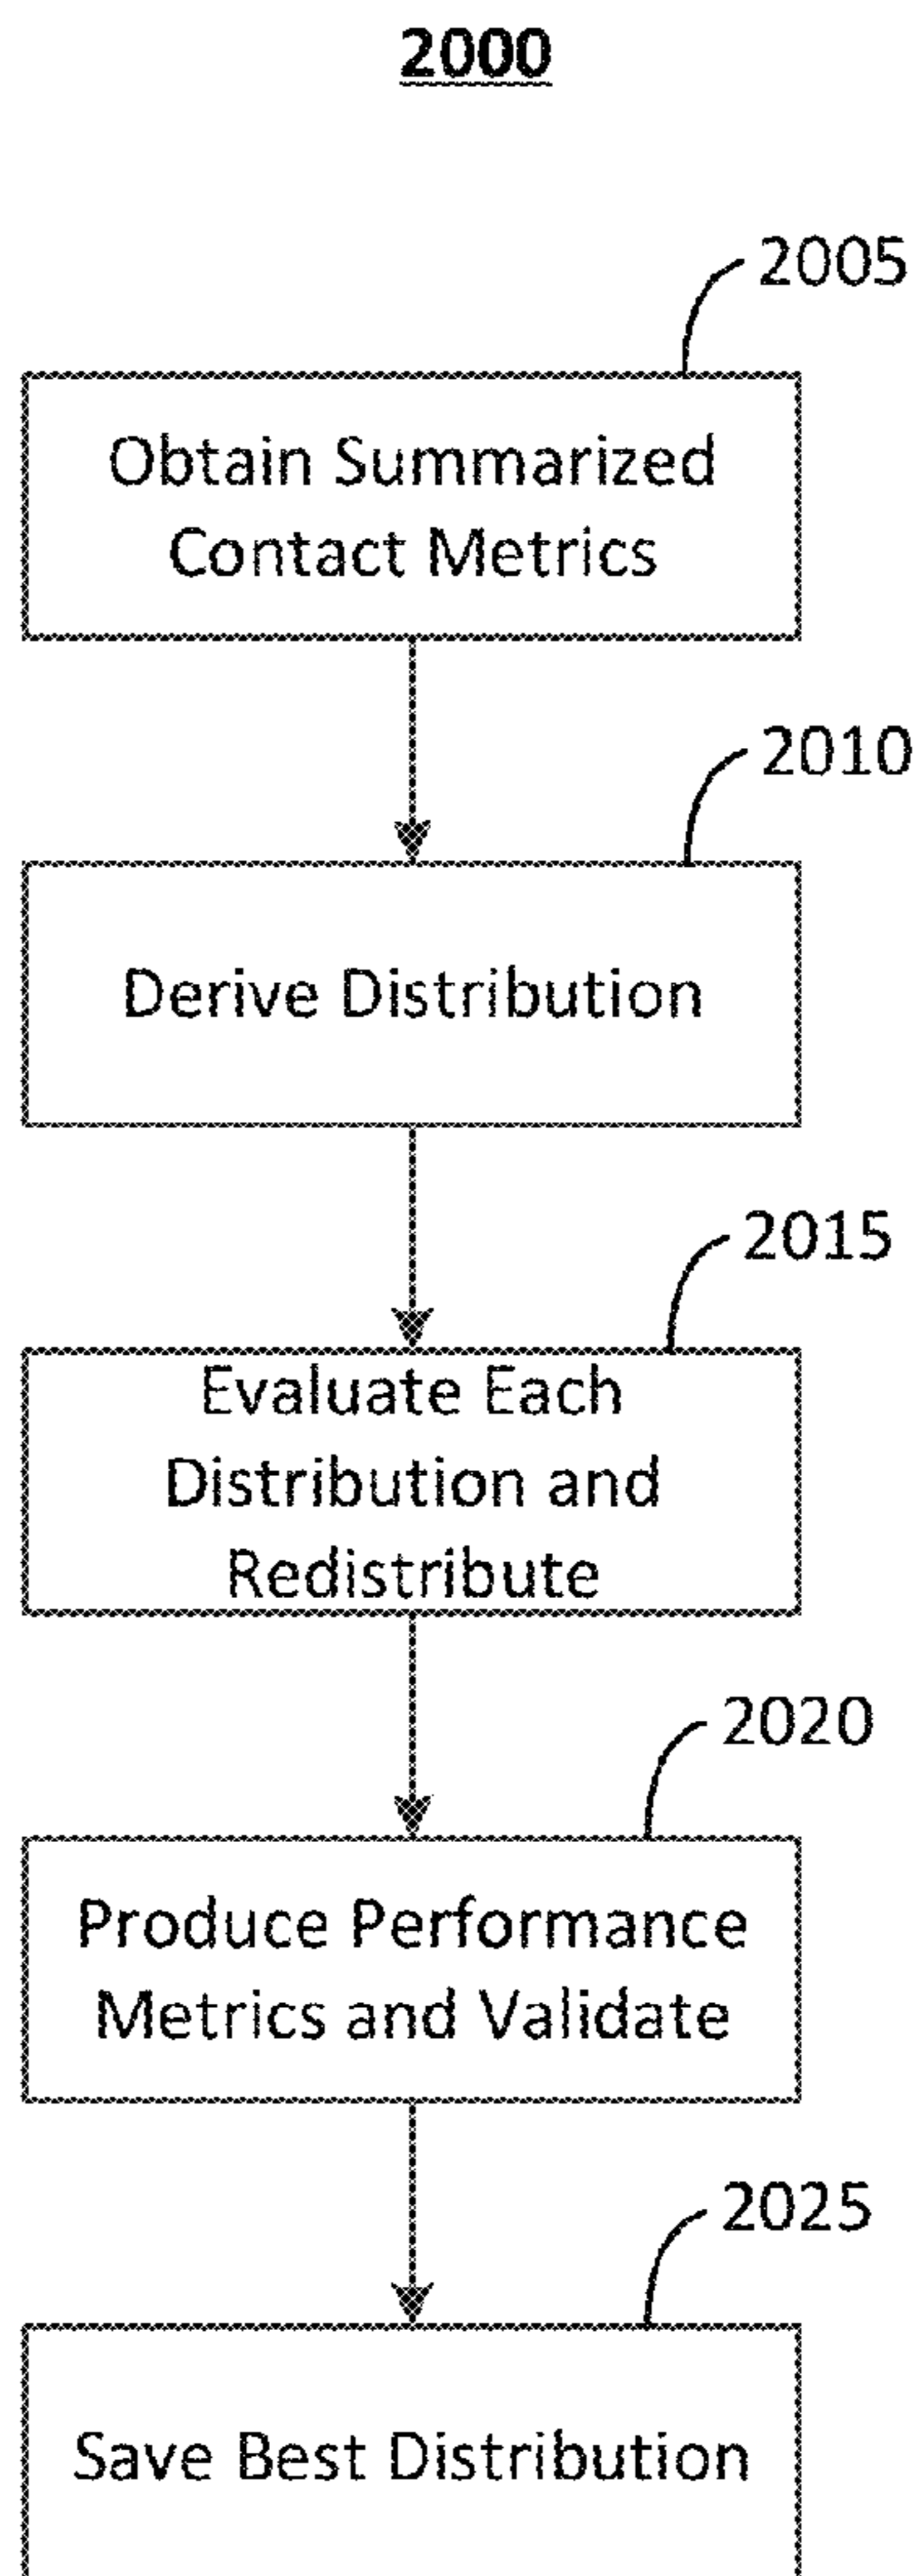 2000
2005
Obtain Summarized
Contact Metrics
2010
Derive Distribution
2015
Evaluate Each
Distribution and
Redistribute
2020
Produce Performance
Metrics and Validate
2025
Save Best Distribution